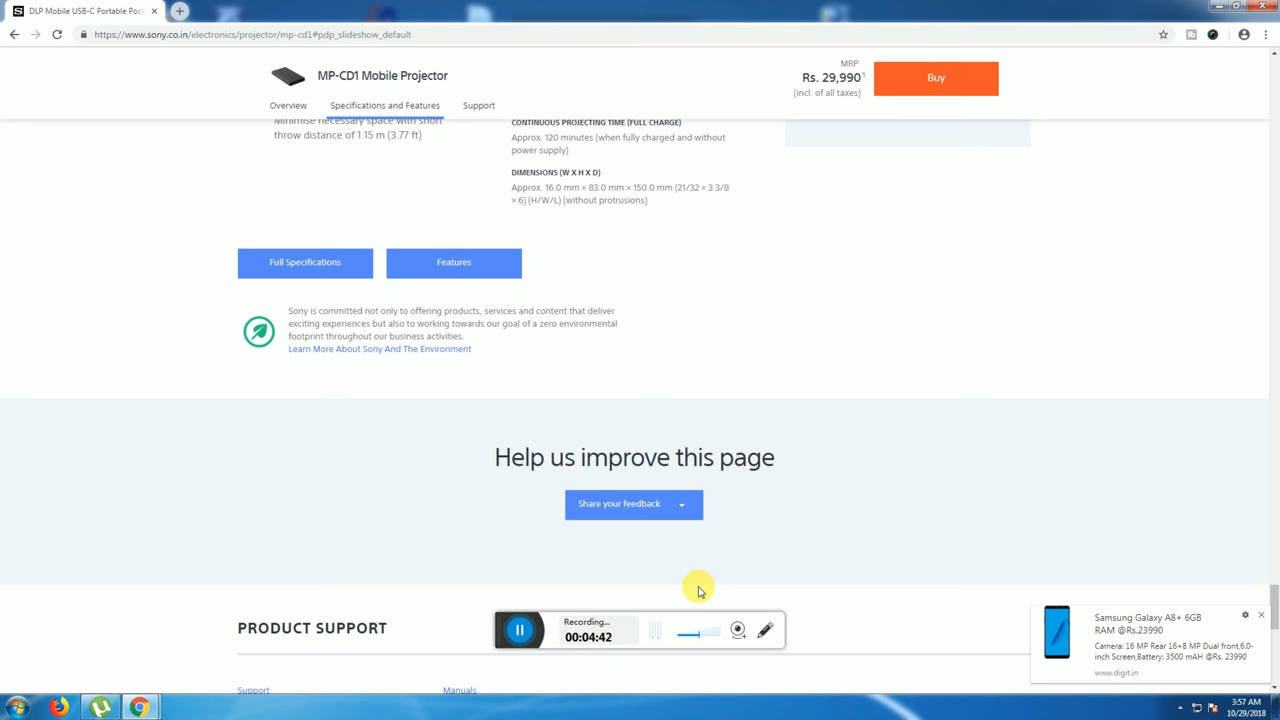 DLP Mobile USB-C Portable Poc
https://www.sony.co.in/electronics/projector/mp-cd1#pdp_slideshow_default
MP-CD1 Mobile Projector
MRP
Rs. 29,990¹
(incl. of all taxes)
Buy
Overview
Specifications and Features
Support
Minimise necessary space with short
throw distance of 1.15 m (3.77 ft)
CONTINUOUS PROJECTING TIME (FULL CHARGE)
Approx. 120 minutes (when fully charged and without
power supply)
DIMENSIONS (W X H X D)
Approx. 16.0 mm × 83.0 mm × 150.0 mm (21/32 × 3 3/8
× 6) (H/W/L) (without protrusions)
Full Specifications
Features
Sony is committed not only to offering products, services and content that deliver
exciting experiences but also to working towards our goal of a zero environmental
footprint throughout our business activities.
Learn More About Sony And The Environment
Help us improve this page
Share your feedback
PRODUCT SUPPORT
Support
Manuals
Recording...
00:04:42
Samsung Galaxy A8+ 6GB
RAM @Rs.23990
Camera: 16 MP Rear 16+8 MP Dual front,6.0-
inch Screen,Battery: 3500 mAH @Rs. 23990
www.digit.in
3:57 AM
10/29/2018